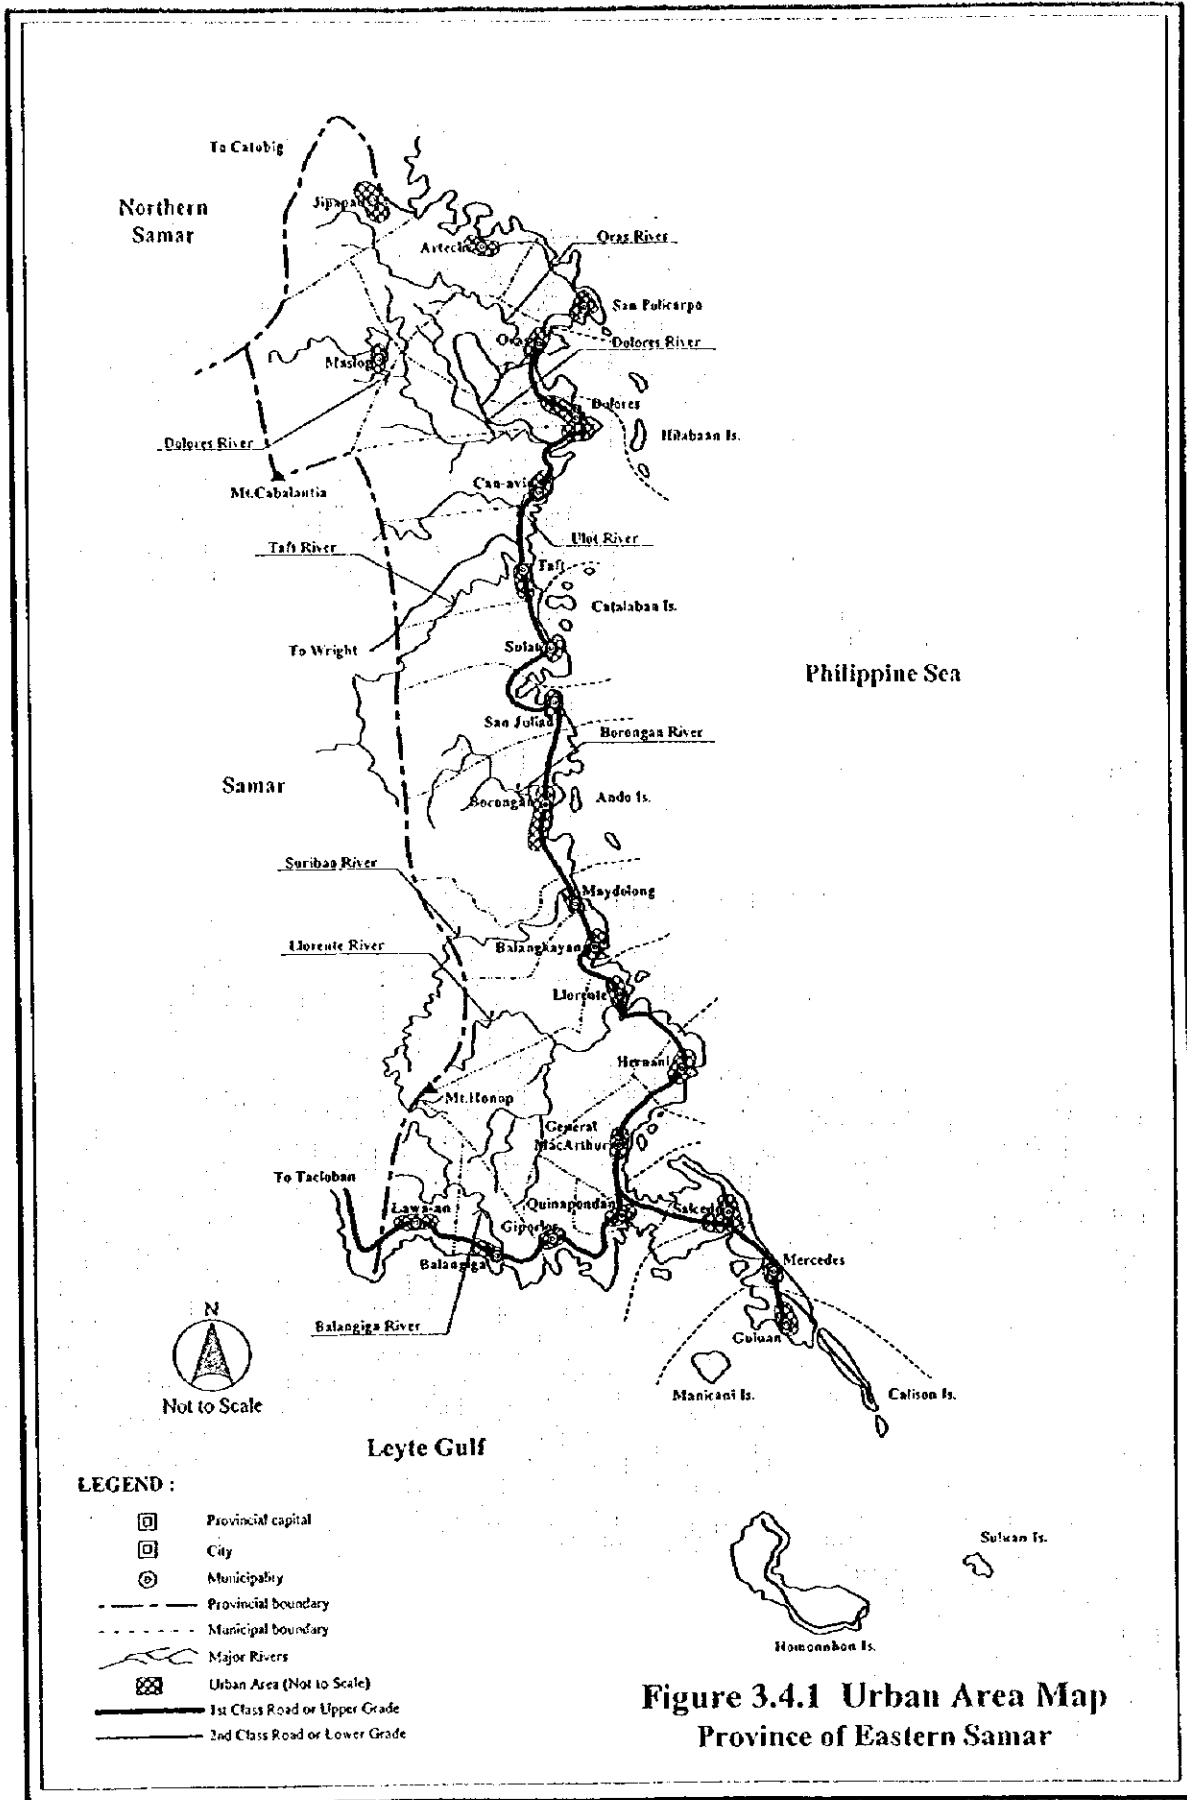 To Catobig
Northern
Samar
Jipapad
Arteche
Oras River
San Policarpo
Oras
Dolores River
Maslog
Dolores
Dolores River
Hilabaan Is.
Mt.Cabalantia
Can-avid
Ulot River
Taft River
Taft
Catalaban Is.
To Wright
Sulat
Philippine Sea
San Julian
Borongan River
Samar
Borongan
Ando Is.
Suribao River
Maydolong
Llorente River
Balangkayan
Llorente
Hernani
Mt.Honop
General
MacArthur
To Tacloban
Lawa-an
Quinapondan
Salcedo
Giporlos
Balangiga
Mercedes
N
Balangiga River
Guiuan
Not to Scale
Manicani Is.
Calison Is.
Leyte Gulf
LEGEND :
Provincial capital
City
Municipality
Provincial boundary
Municipal boundary
Major Rivers
Urban Area (Not to Scale)
1st Class Road or Upper Grade
2nd Class Road or Lower Grade
Suluan Is.
Homonnhon Is.
Figure 3.4.1 Urban Area Map
Province of Eastern Samar